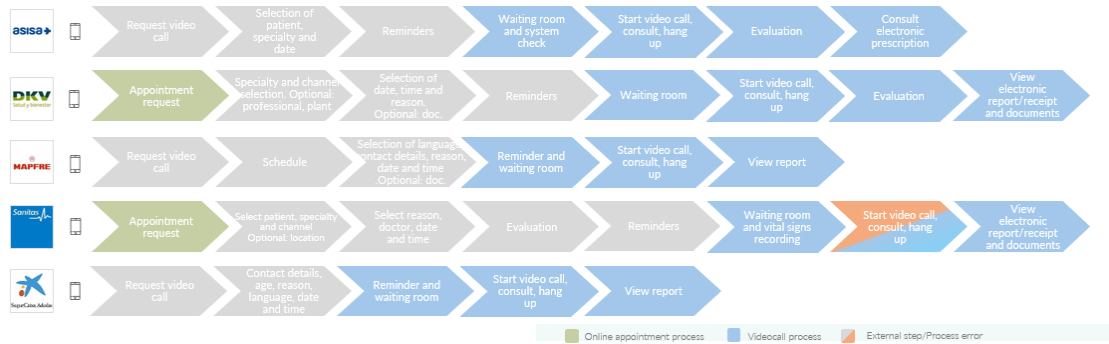 asisa
Request video
call
Selection of
patient,
specialty and
date
Reminders
Waiting room
and system
check
Start video call,
consult, hang
up
Evaluation
Consult
electronic
prescription
DKV
Salud y bienestar
Appointment
request
Specialty and channel
selection. Optional:
professional, plant
Selection of
date, time and
reason.
Optional: doc.
Reminders
Waiting room
Start video call,
consult, hang
up
Evaluation
View
electronic
report/receipt
and documents
MAPFRE
Request video
call
Schedule
Selection of language,
contact details, reason,
date and time
.Optional: doc.
Reminder and
waiting room
Start video call,
consult, hang
up
View report
Sanitas
Appointment
request
Select patient, specialty
and channel
Optional: location
Select reason,
doctor, date
and time
Evaluation
Reminders
Waiting room
and vital signs
recording
Start video call,
consult, hang
up
View
electronic
report/receipt
and documents
SegurCaixa Adeslas
Request video
call
Contact details,
age, reason,
language, date
and time
Reminder and
waiting room
Start video call,
consult, hang
up
View report
Online appointment process
Videocall process
External step/Process error